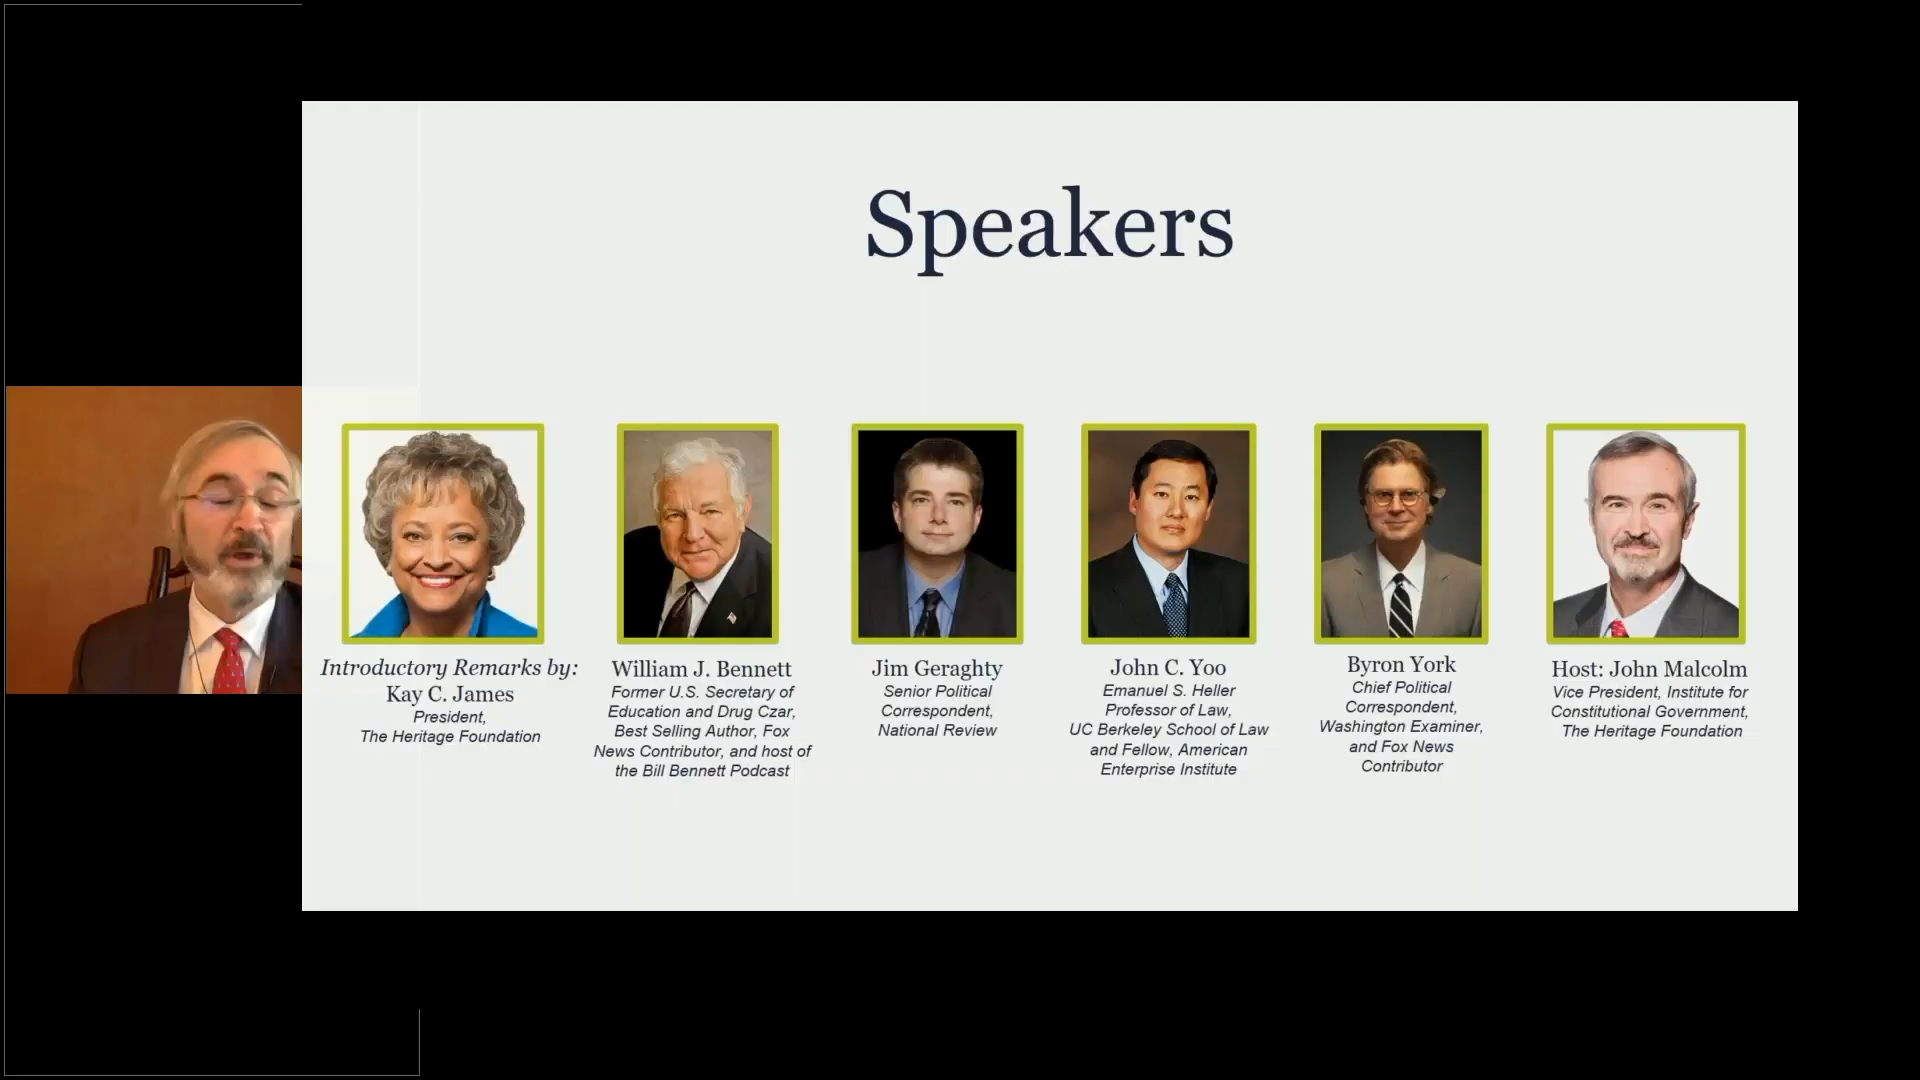 Speakers
Introductory Remarks by:
Kay C. James
President,
The Heritage Foundation
William J. Bennett
Former U.S. Secretary of
Education and Drug Czar,
Best Selling Author, Fox
News Contributor, and host of
the Bill Bennett Podcast
Jim Geraghty
Senior Political
Correspondent,
National Review
John C. Yoo
Emanuel S. Heller
Professor of Law,
UC Berkeley School of Law
and Fellow, American
Enterprise Institute
Byron York
Chief Political
Correspondent,
Washington Examiner,
and Fox News
Contributor
Host: John Malcolm
Vice President, Institute for
Constitutional Government,
The Heritage Foundation